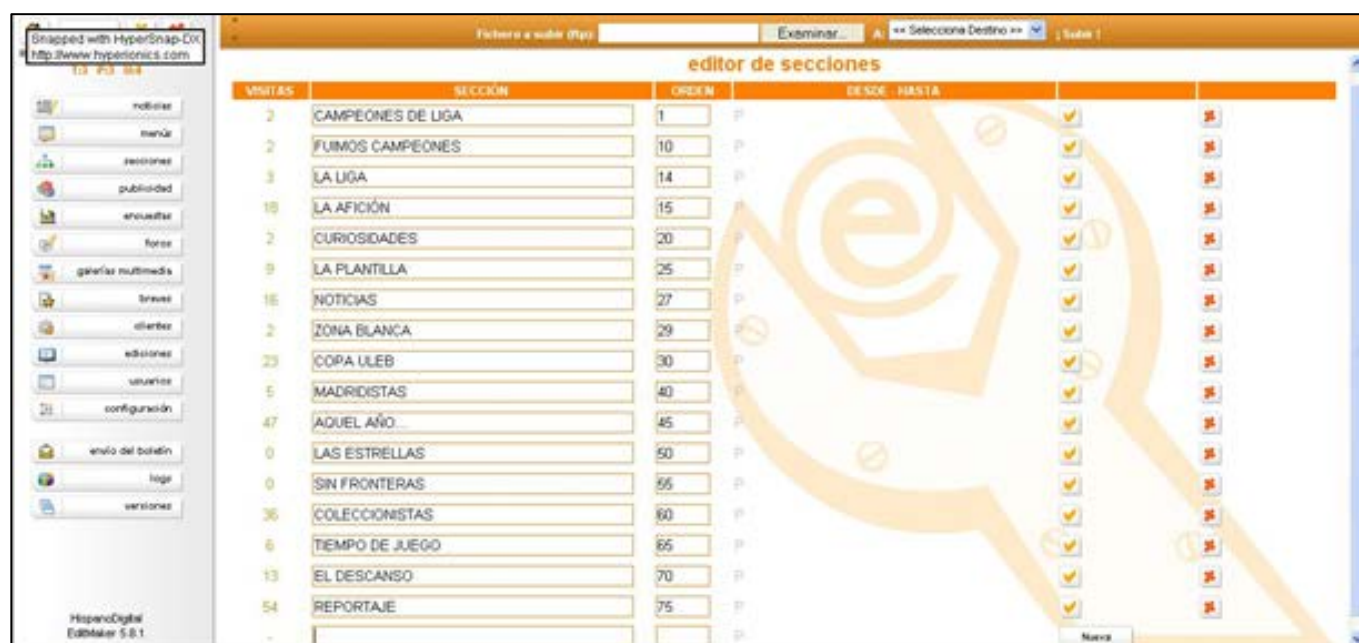 Snapped with HyperSnap-DX
http://www.hyperionics.com
Fichero a subir (ftp): Examinar... A: << Selecciona Destino >> ¡ Subir !
editor de secciones
VISITAS SECCIÓN ORDEN DESDE - HASTA
2 CAMPEONES DE LIGA 1 P
2 FUIMOS CAMPEONES 10 P
3 LA LIGA 14 P
18 LA AFICIÓN 15 P
2 CURIOSIDADES 20 P
9 LA PLANTILLA 25 P
16 NOTICIAS 27 P
2 ZONA BLANCA 29 P
23 COPA ULEB 30 P
5 MADRIDISTAS 40 P
47 AQUEL AÑO... 45 P
0 LAS ESTRELLAS 50 P
0 SIN FRONTERAS 55 P
36 COLECCIONISTAS 60 P
6 TIEMPO DE JUEGO 65 P
13 EL DESCANSO 70 P
54 REPORTAJE 75 P
- P Nueva
noticias
menús
secciones
publicidad
encuestas
foros
galerías multimedia
breves
clientes
ediciones
usuarios
configuración
envío del boletín
logs
versiones
HispanoDigital
EditMaker 5.8.1